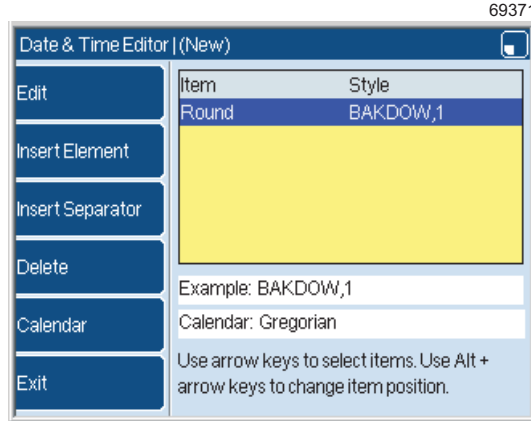 69371
Date & Time Editor | (New)
Edit
Insert Element
Insert Separator
Delete
Calendar
Exit
Item Style
Round BAKDOW,1
Example: BAKDOW,1
Calendar: Gregorian
Use arrow keys to select items. Use Alt +
arrow keys to change item position.